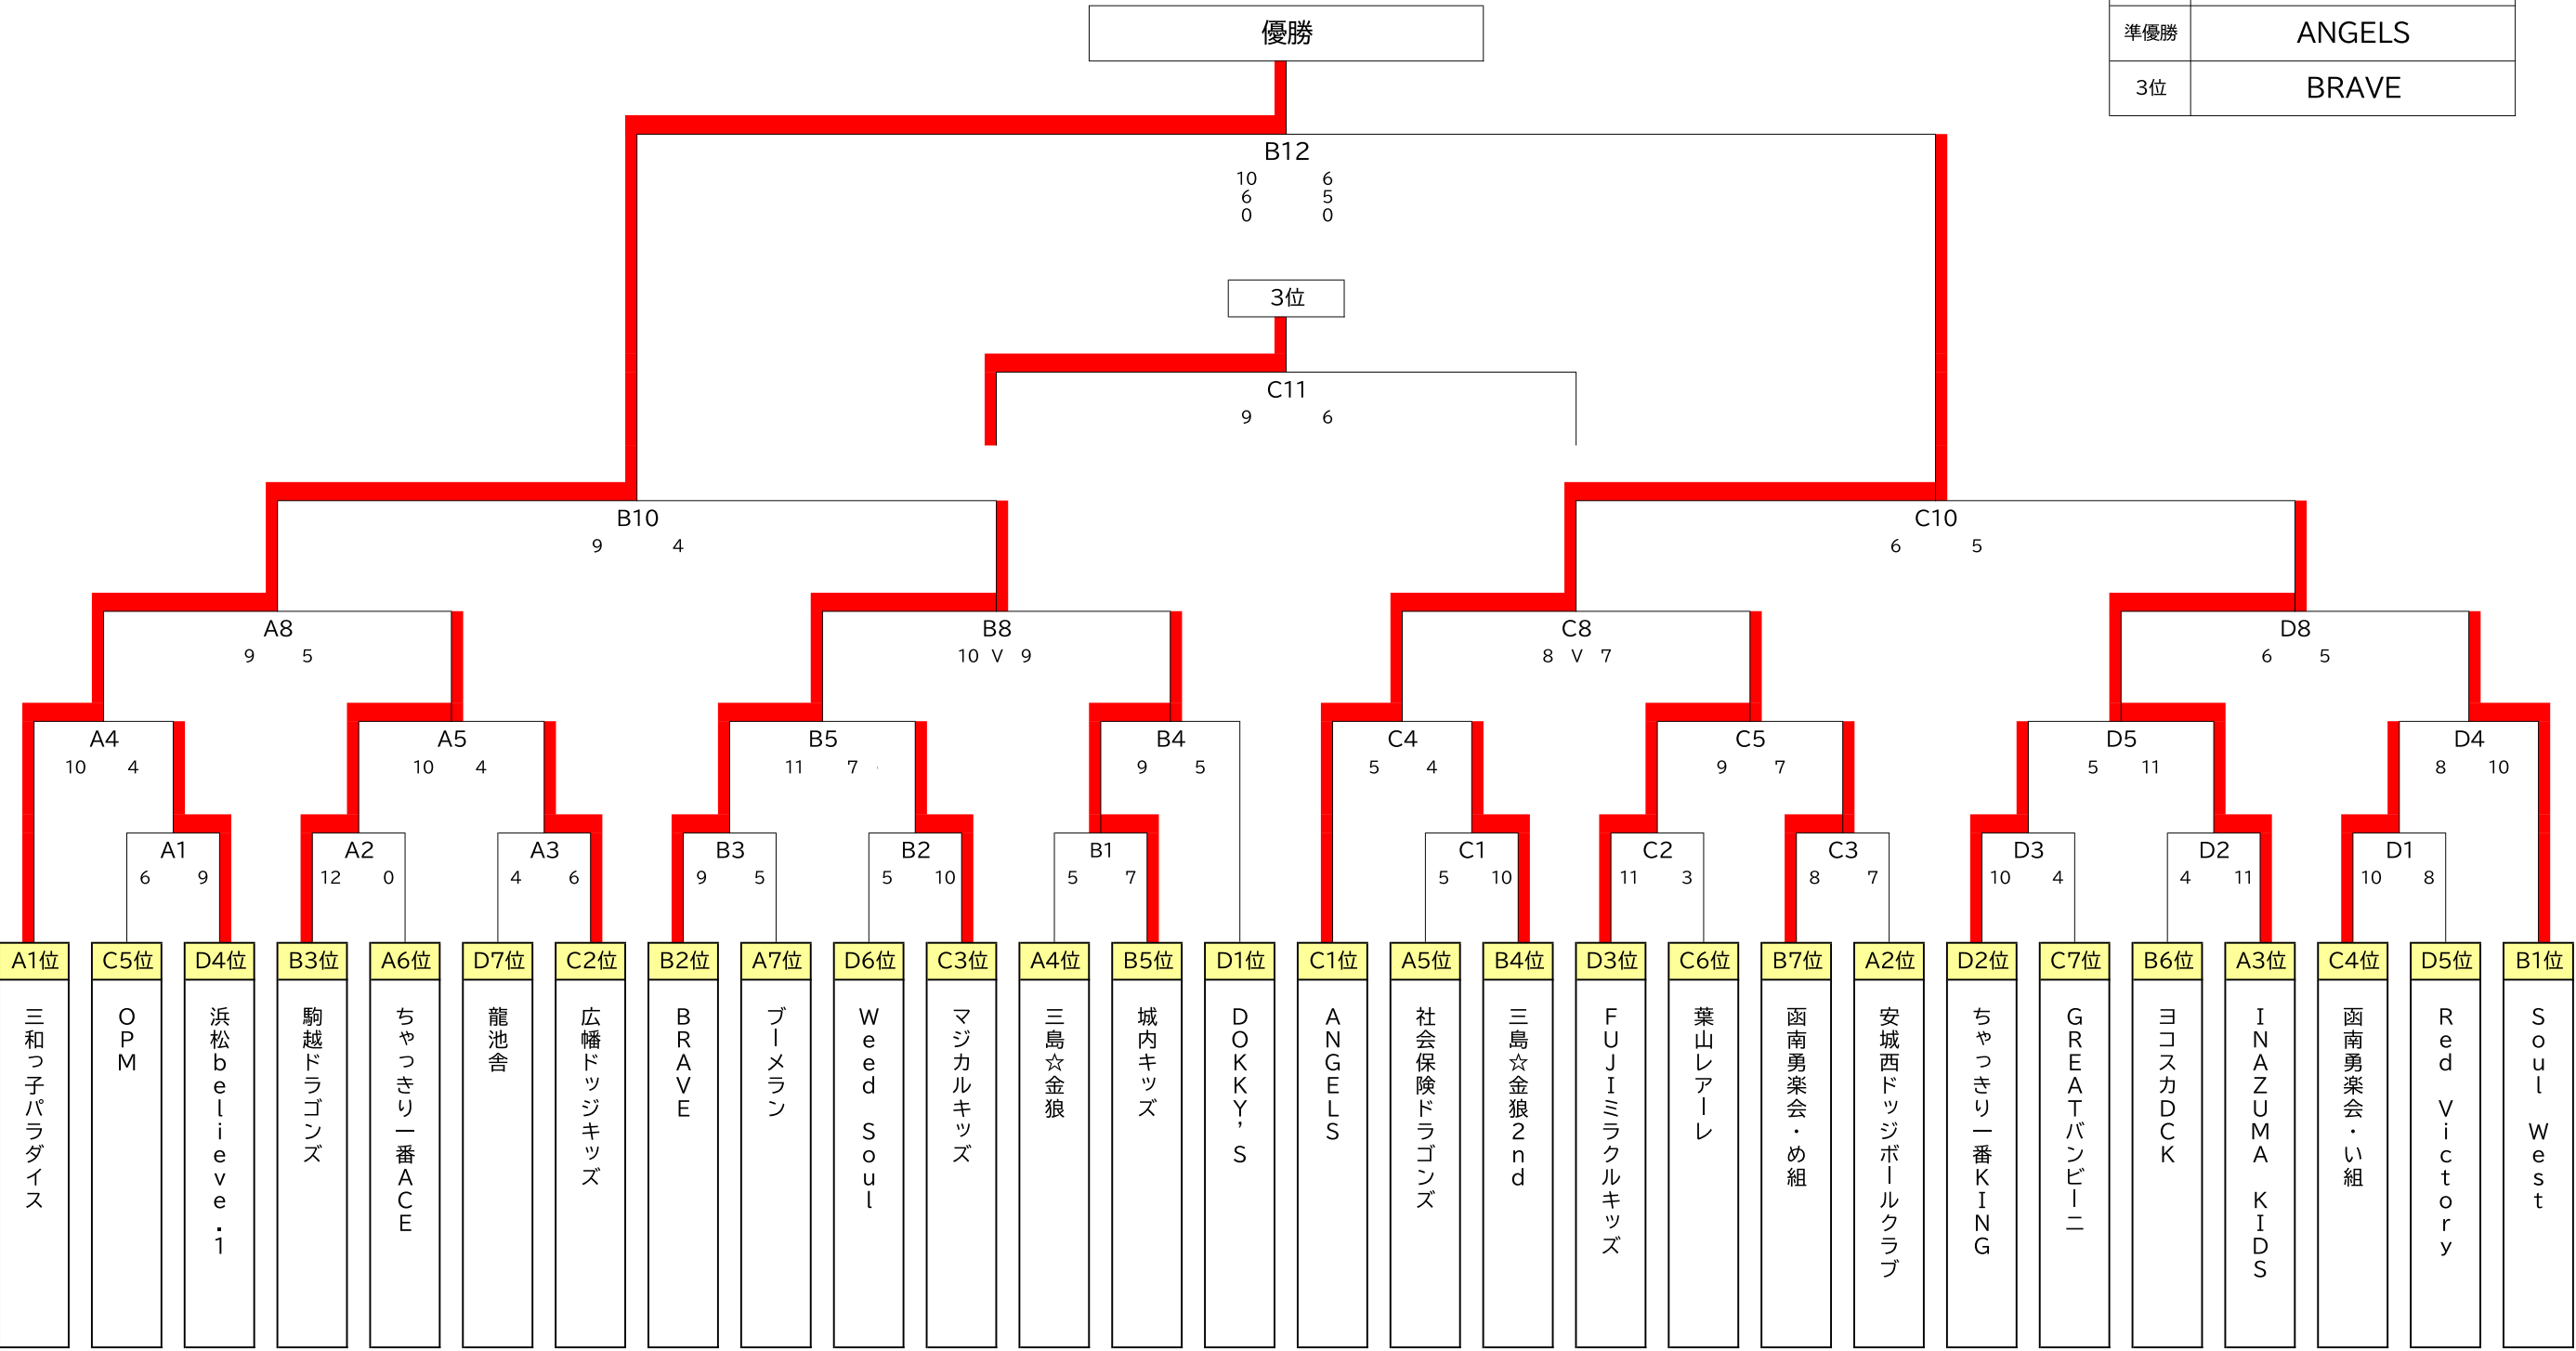 優勝
準優勝 ANGELS
3位 BRAVE
B12
10 6
6 5
0 0
3位
C11
9 6
B10 C10
9 4 6 5
A8 B8 C8 D8
9 5 10 V 9 8 V 7 6 5
A4 A5 B5 B4 C4 C5 D5 D4
10 4 10 4 11 7 9 5 5 4 9 7 5 11 8 10
A1 A2 A3 B3 B2 B1 C1 C2 C3 D3 D2 D1
6 9 12 0 4 6 9 5 5 10 5 7 5 10 11 3 8 7 10 4 4 11 10 8
A1位 C5位 D4位 B3位 A6位 D7位 C2位 B2位 A7位 D6位 C3位 A4位 B5位 D1位 C1位 A5位 B4位 D3位 C6位 B7位 A2位 D2位 C7位 B6位 A3位 C4位 D5位 B1位
三和っ子パラダイス
OPM
浜松believe.1
駒越ドラゴンズ
ちゃっきり一番ACE
龍池舎
広幡ドッジキッズ
BRAVE
ブーメラン
Weed Soul
マジカルキッズ
三島☆金狼
城内キッズ
DOKKY’S
ANGELS
社会保険ドラゴンズ
三島☆金狼2nd
FUJIミラクルキッズ
葉山レアーレ
函南勇楽会・め組
安城西ドッジボールクラブ
ちゃっきり一番KING
GREATバンビーニ
ヨコスカDCK
INAZUMA KIDS
函南勇楽会・い組
Red Victory
Soul West